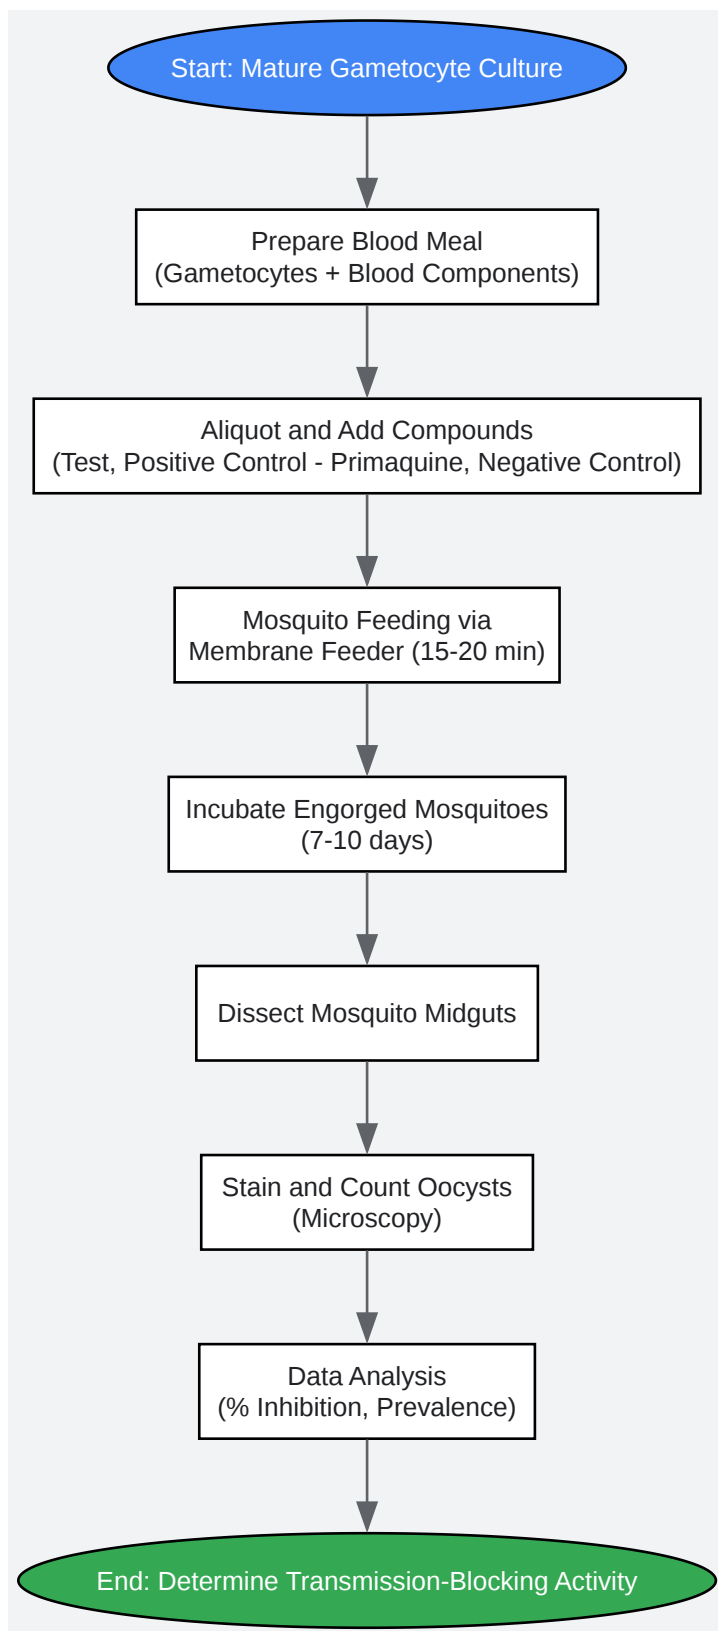 Start: Mature Gametocyte Culture
Prepare Blood Meal
(Gametocytes + Blood Components)
Aliquot and Add Compounds
(Test, Positive Control - Primaquine, Negative Control)
Mosquito Feeding via
Membrane Feeder (15-20 min)
Incubate Engorged Mosquitoes
(7-10 days)
Dissect Mosquito Midguts
Stain and Count Oocysts
(Microscopy)
Data Analysis
(% Inhibition, Prevalence)
End: Determine Transmission-Blocking Activity